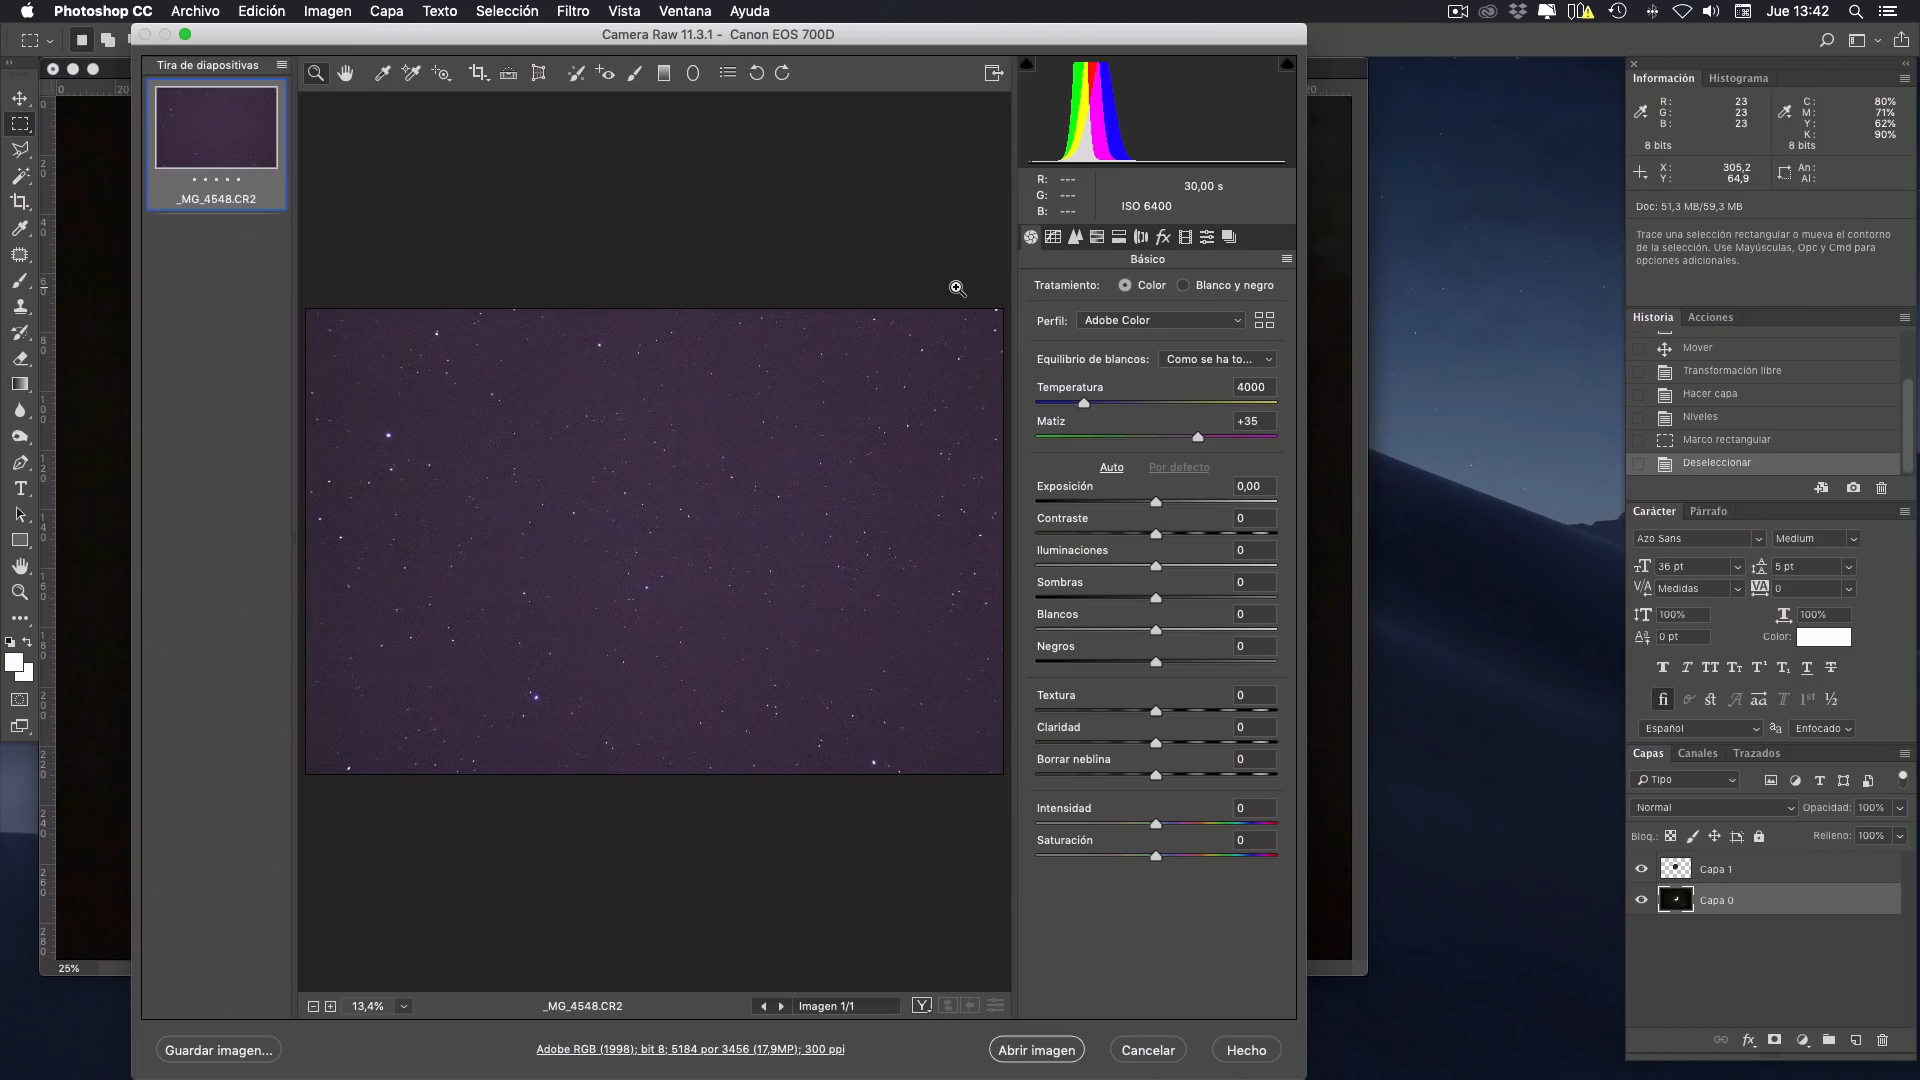 Photoshop CC Archivo Edición Imagen Capa Texto Selección Filtro Vista Ventana Ayuda
Jue 13:42
Camera Raw 11.3.1 - Canon EOS 700D
Tira de diapositivas
_MG_4548.CR2
R: ---
G: ---
B: ---
30,00 s
ISO 6400
Básico
Tratamiento: Color Blanco y negro
Perfil: Adobe Color
Equilibrio de blancos: Como se ha to...
Temperatura 4000
Matiz +35
Auto Por defecto
Exposición 0,00
Contraste 0
Iluminaciones 0
Sombras 0
Blancos 0
Negros 0
Textura 0
Claridad 0
Borrar neblina 0
Intensidad 0
Saturación 0
13,4%
_MG_4548.CR2
Imagen 1/1
Guardar imagen...
Adobe RGB (1998); bit 8; 5184 por 3456 (17,9MP); 300 ppi
Abrir imagen
Cancelar
Hecho
25%
Información Histograma
R: 23
G: 23
B: 23
8 bits
C: 80%
M: 71%
Y: 62%
K: 90%
8 bits
X: 305,2
Y: 64,9
An:
Al:
Doc: 51,3 MB/59,3 MB
Trace una selección rectangular o mueva el contorno
de la selección. Use Mayúsculas, Opc y Cmd para
opciones adicionales.
Historia Acciones
Mover
Transformación libre
Hacer capa
Niveles
Marco rectangular
Deseleccionar
Carácter Párrafo
Azo Sans Medium
36 pt 5 pt
Medidas 0
100% 100%
0 pt Color:
Español Enfocado
Capas Canales Trazados
Tipo
Normal Opacidad: 100%
Bloq.: Relleno: 100%
Capa 1
Capa 0